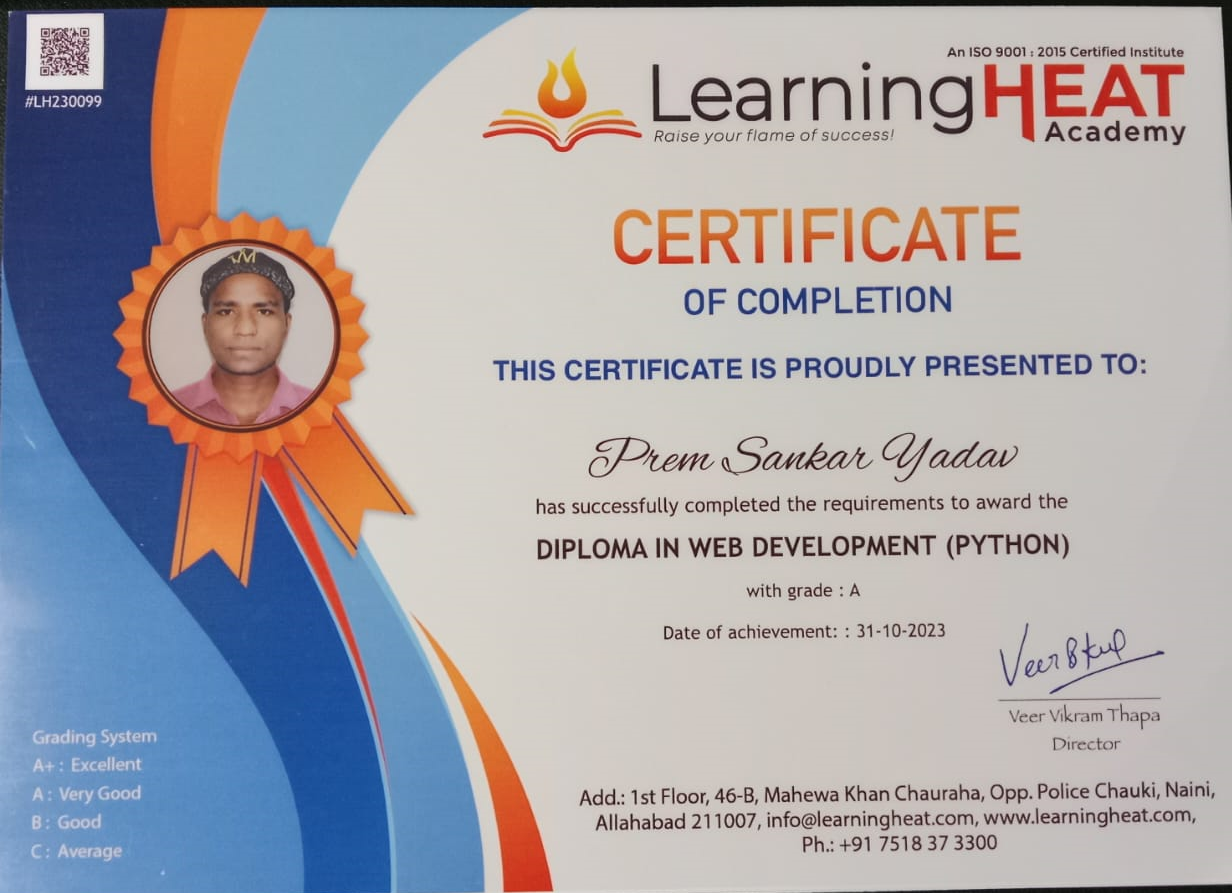 #LH230099
An ISO 9001 : 2015 Certified Institute
LearningHEAT
Raise your flame of success!
Academy
CERTIFICATE
OF COMPLETION
THIS CERTIFICATE IS PROUDLY PRESENTED TO:
Prem Sankar Yadav
has successfully completed the requirements to award the
DIPLOMA IN WEB DEVELOPMENT (PYTHON)
with grade : A
Date of achievement: : 31-10-2023
Veer Vikram Thapa
Director
Grading System
A+ : Excellent
A : Very Good
B : Good
C : Average
Add.: 1st Floor, 46-B, Mahewa Khan Chauraha, Opp. Police Chauki, Naini,
Allahabad 211007, info@learningheat.com, www.learningheat.com,
Ph.: +91 7518 37 3300